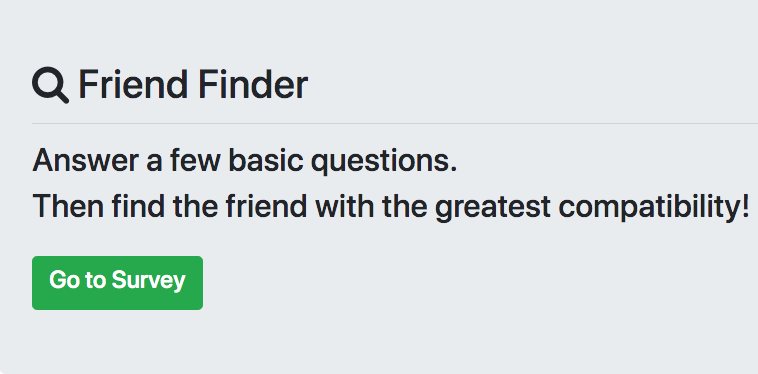 Friend Finder
Answer a few basic questions.
Then find the friend with the greatest compatibility!
Go to Survey